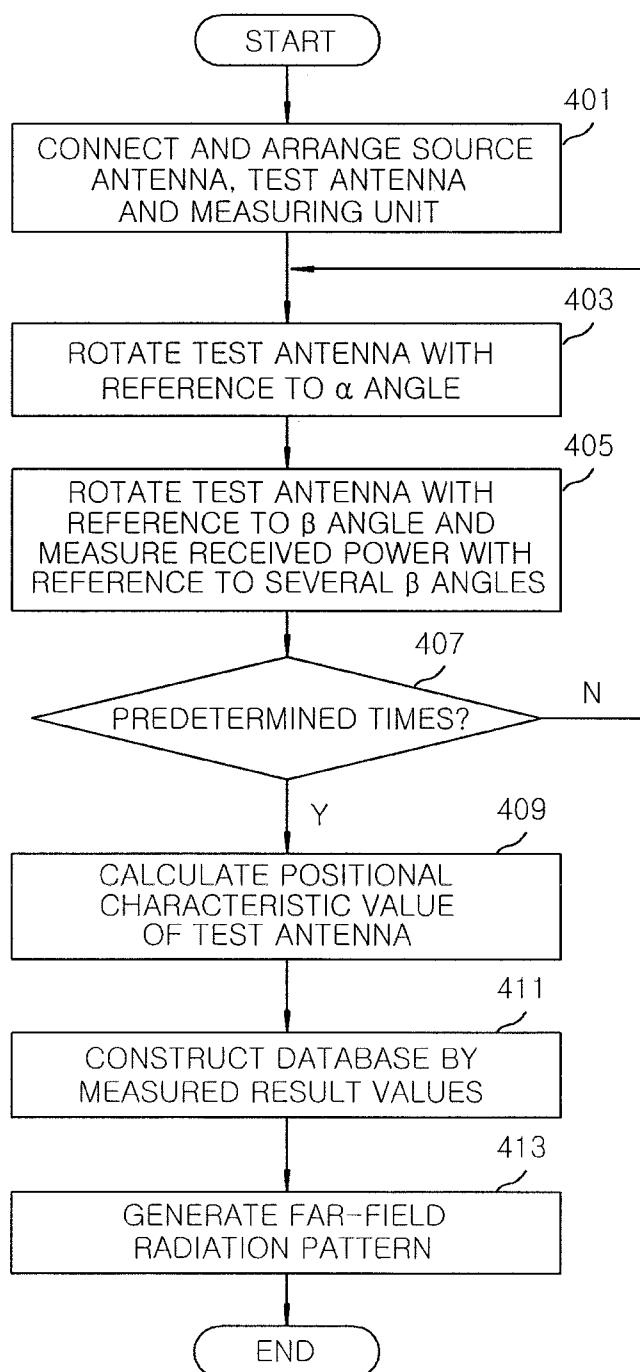 START
401
CONNECT AND ARRANGE SOURCE
ANTENNA, TEST ANTENNA
AND MEASURING UNIT
403
ROTATE TEST ANTENNA WITH
REFERENCE TO α ANGLE
405
ROTATE TEST ANTENNA WITH
REFERENCE TO β ANGLE AND
MEASURE RECEIVED POWER WITH
REFERENCE TO SEVERAL β ANGLES
407
PREDETERMINED TIMES?
N
Y
409
CALCULATE POSITIONAL
CHARACTERISTIC VALUE
OF TEST ANTENNA
411
CONSTRUCT DATABASE BY
MEASURED RESULT VALUES
413
GENERATE FAR-FIELD
RADIATION PATTERN
END